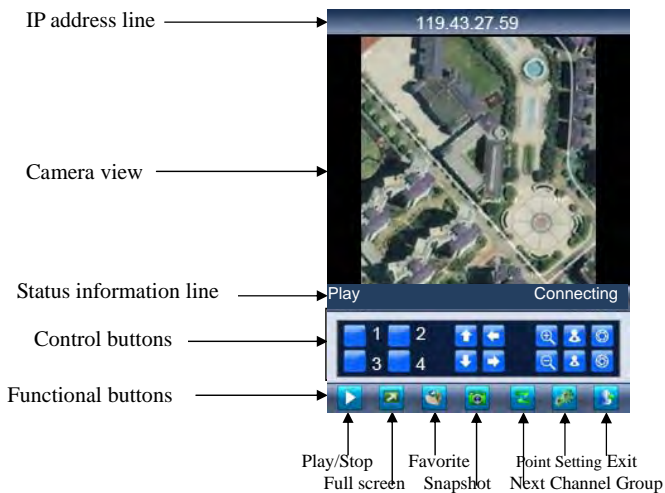 IP address line
119.43.27.59
Camera view
Status information line
Play Connecting
Control buttons
1 2
3 4
Functional buttons
Play/Stop Favorite Point Setting Exit
Full screen Snapshot Next Channel Group